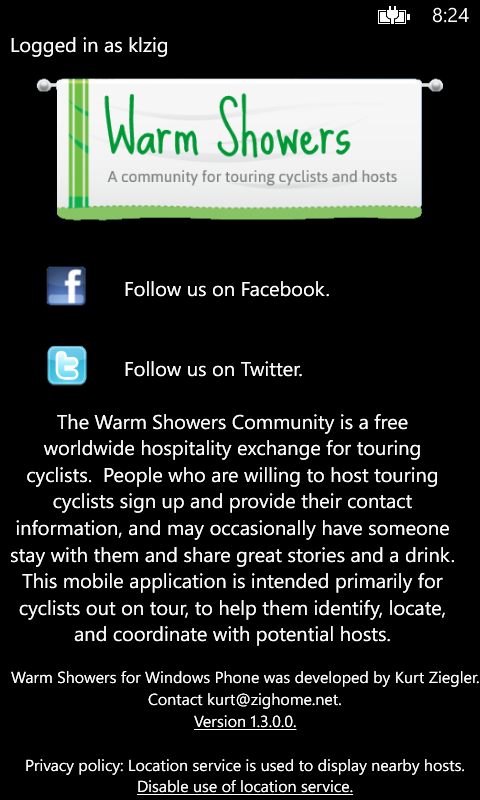 8:24
Logged in as klzig
Warm Showers
A community for touring cyclists and hosts
f
Follow us on Facebook.
t
Follow us on Twitter.
The Warm Showers Community is a free
worldwide hospitality exchange for touring
cyclists.  People who are willing to host touring
cyclists sign up and provide their contact
information, and may occasionally have someone
stay with them and share great stories and a drink.
This mobile application is intended primarily for
cyclists out on tour, to help them identify, locate,
and coordinate with potential hosts.
Warm Showers for Windows Phone was developed by Kurt Ziegler.
Contact kurt@zighome.net.
Version 1.3.0.0.
Privacy policy: Location service is used to display nearby hosts.
Disable use of location service.